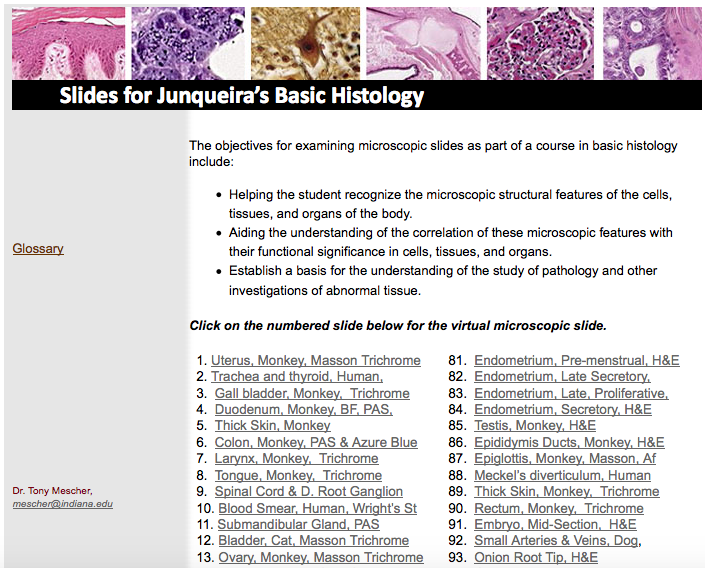 Slides for Junqueira's Basic Histology
The objectives for examining microscopic slides as part of a course in basic histology
include:
• Helping the student recognize the microscopic structural features of the cells,
tissues, and organs of the body.
• Aiding the understanding of the correlation of these microscopic features with
their functional significance in cells, tissues, and organs.
• Establish a basis for the understanding of the study of pathology and other
investigations of abnormal tissue.
Glossary
Click on the numbered slide below for the virtual microscopic slide.
1. Uterus, Monkey, Masson Trichrome
2. Trachea and thyroid, Human,
3. Gall bladder, Monkey, Trichrome
4. Duodenum, Monkey, BF, PAS,
5. Thick Skin, Monkey
6. Colon, Monkey, PAS & Azure Blue
7. Larynx, Monkey, Trichrome
8. Tongue, Monkey, Trichrome
9. Spinal Cord & D. Root Ganglion
10. Blood Smear, Human, Wright's St
11. Submandibular Gland, PAS
12. Bladder, Cat, Masson Trichrome
13. Ovary, Monkey, Masson Trichrome
81. Endometrium, Pre-menstrual, H&E
82. Endometrium, Late Secretory,
83. Endometrium, Late, Proliferative,
84. Endometrium, Secretory, H&E
85. Testis, Monkey, H&E
86. Epididymis Ducts, Monkey, H&E
87. Epiglottis, Monkey, Masson, Af
88. Meckel's diverticulum, Human
89. Thick Skin, Monkey, Trichrome
90. Rectum, Monkey, Trichrome
91. Embryo, Mid-Section, H&E
92. Small Arteries & Veins, Dog,
93. Onion Root Tip, H&E
Dr. Tony Mescher,
mescher@indiana.edu